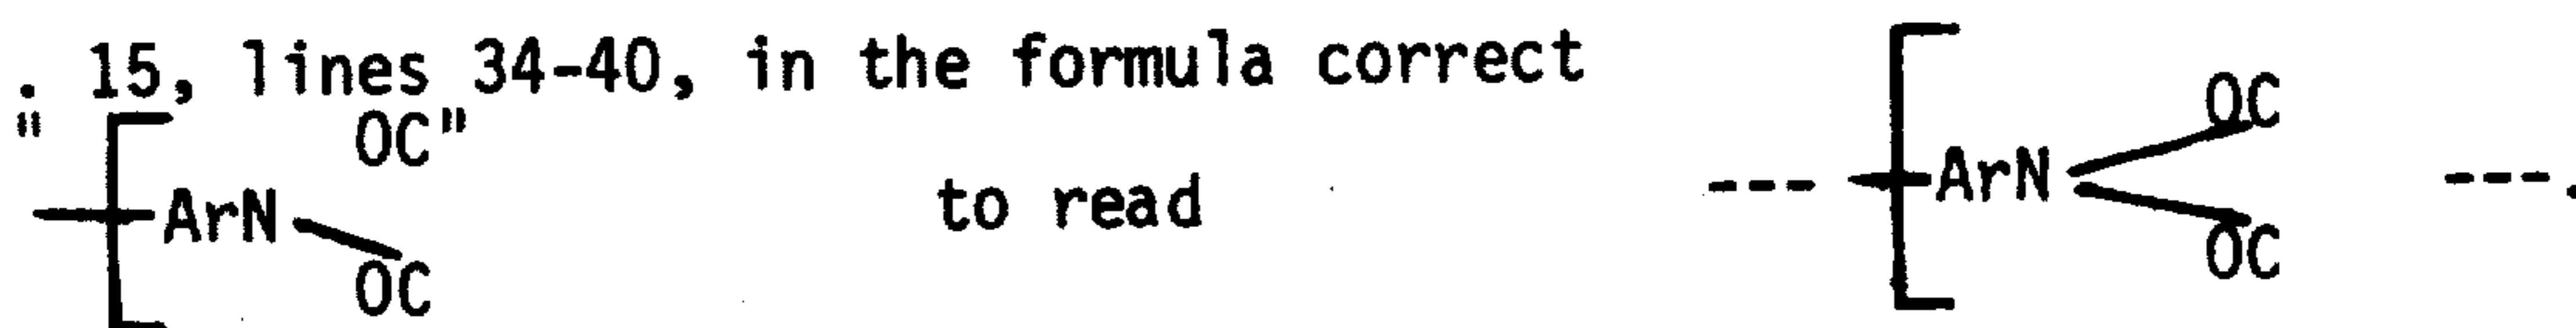 . 15, lines 34-40, in the formula correct
" OC" OC
ArN to read --- ArN ---.
OC OC